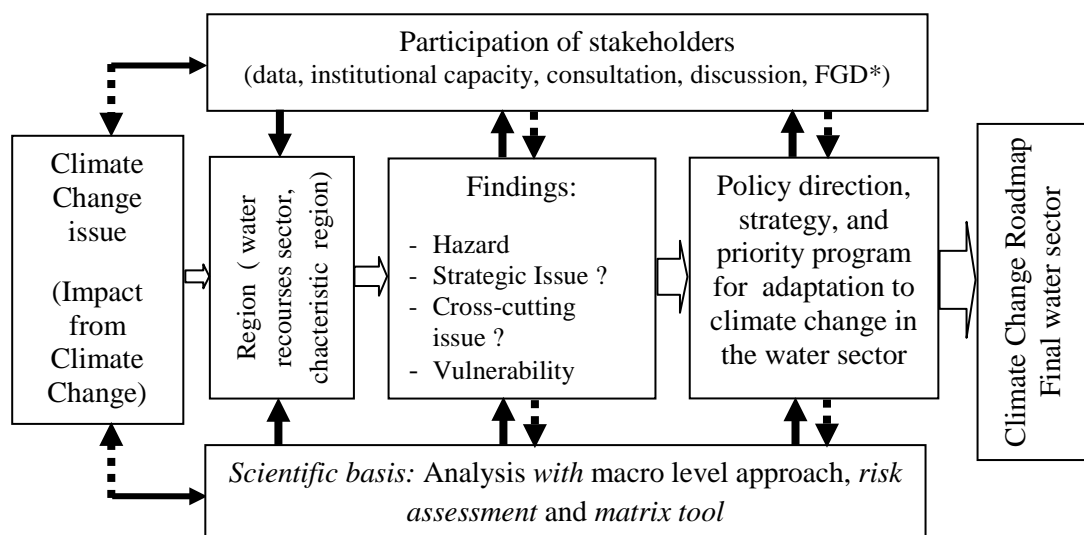 Participation of stakeholders
(data, institutional capacity, consultation, discussion, FGD*)
Climate
Change
issue
(Impact
from
Climate
Change)
Region ( water
recourses sector,
chacteristic region)
Findings:
- Hazard
- Strategic Issue ?
- Cross-cutting
issue ?
- Vulnerability
Policy direction,
strategy, and
priority program
for adaptation to
climate change in
the water sector
Climate Change Roadmap
Final water sector
Scientific basis: Analysis with macro level approach, risk
assessment and matrix tool